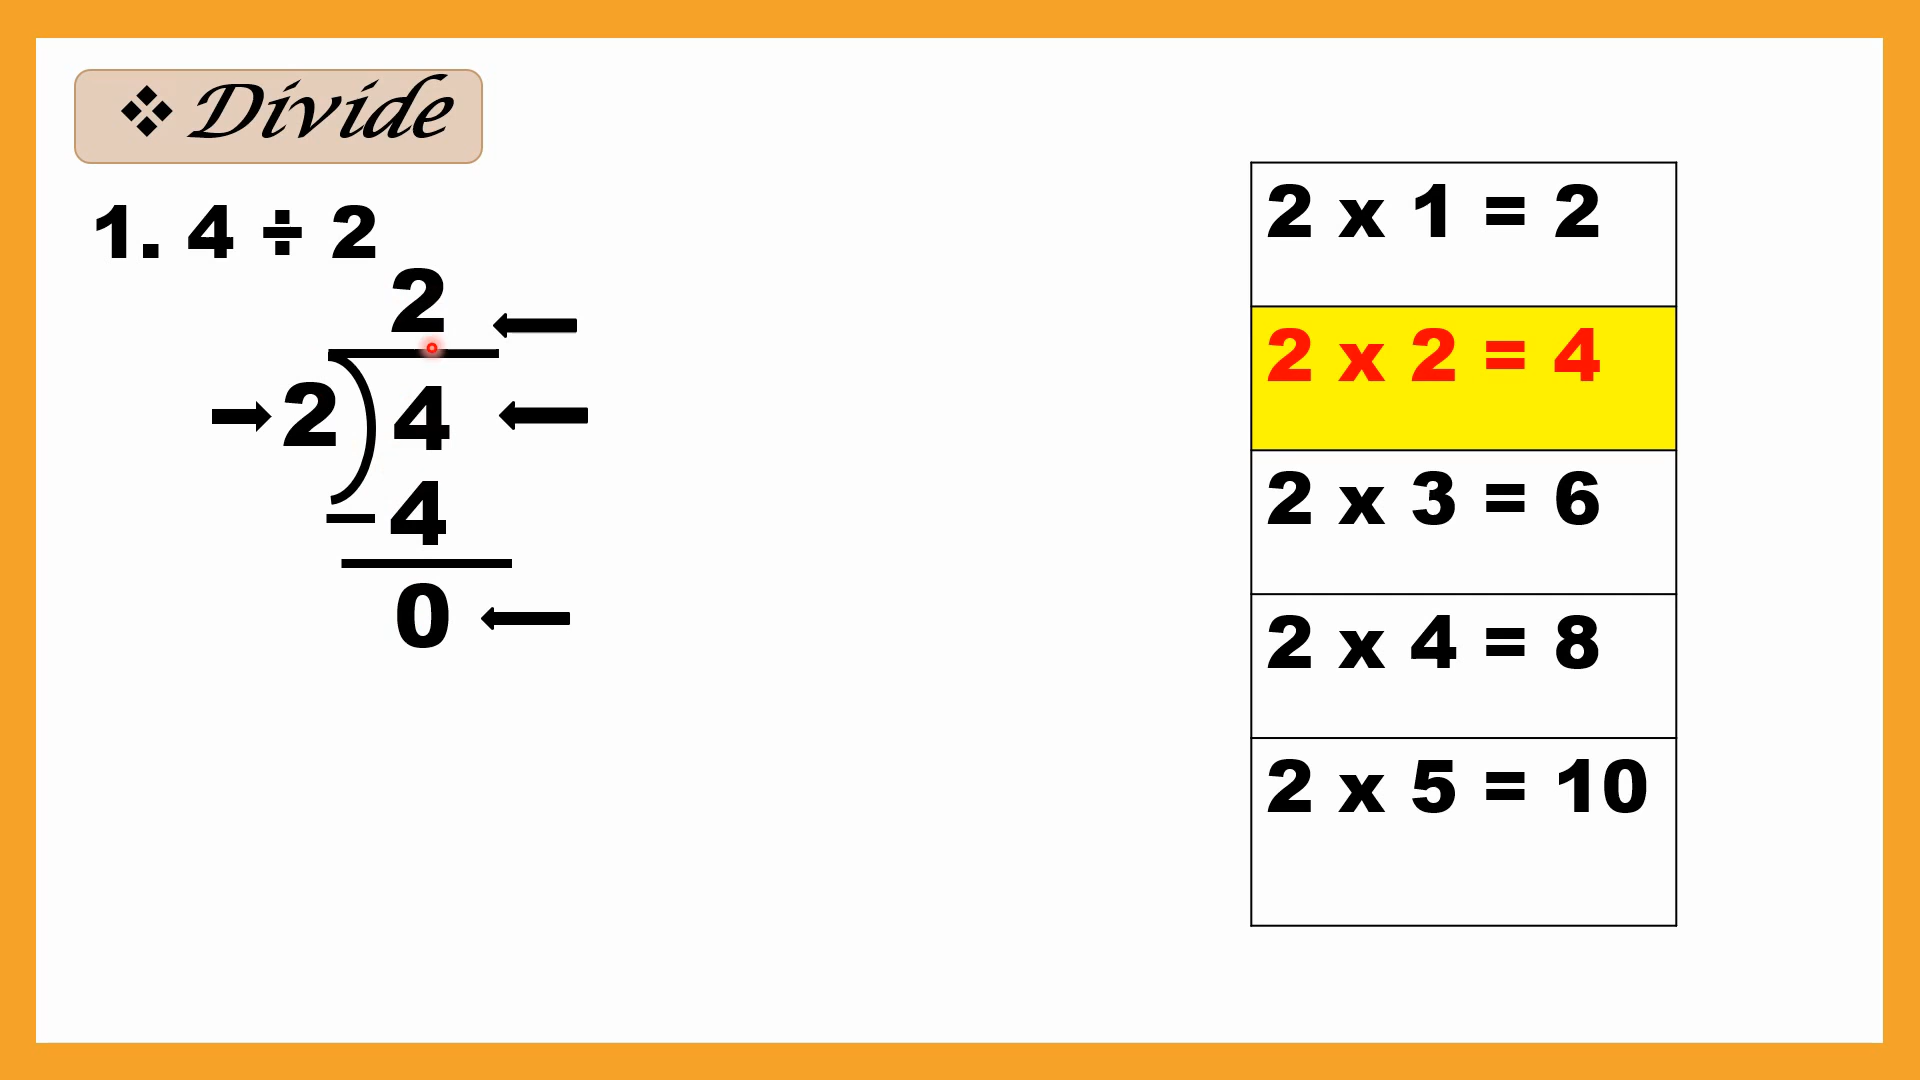 ❖ Divide
1. 4 ÷ 2
2
2 4
– 4
0
2 x 1 = 2
2 x 2 = 4
2 x 3 = 6
2 x 4 = 8
2 x 5 = 10